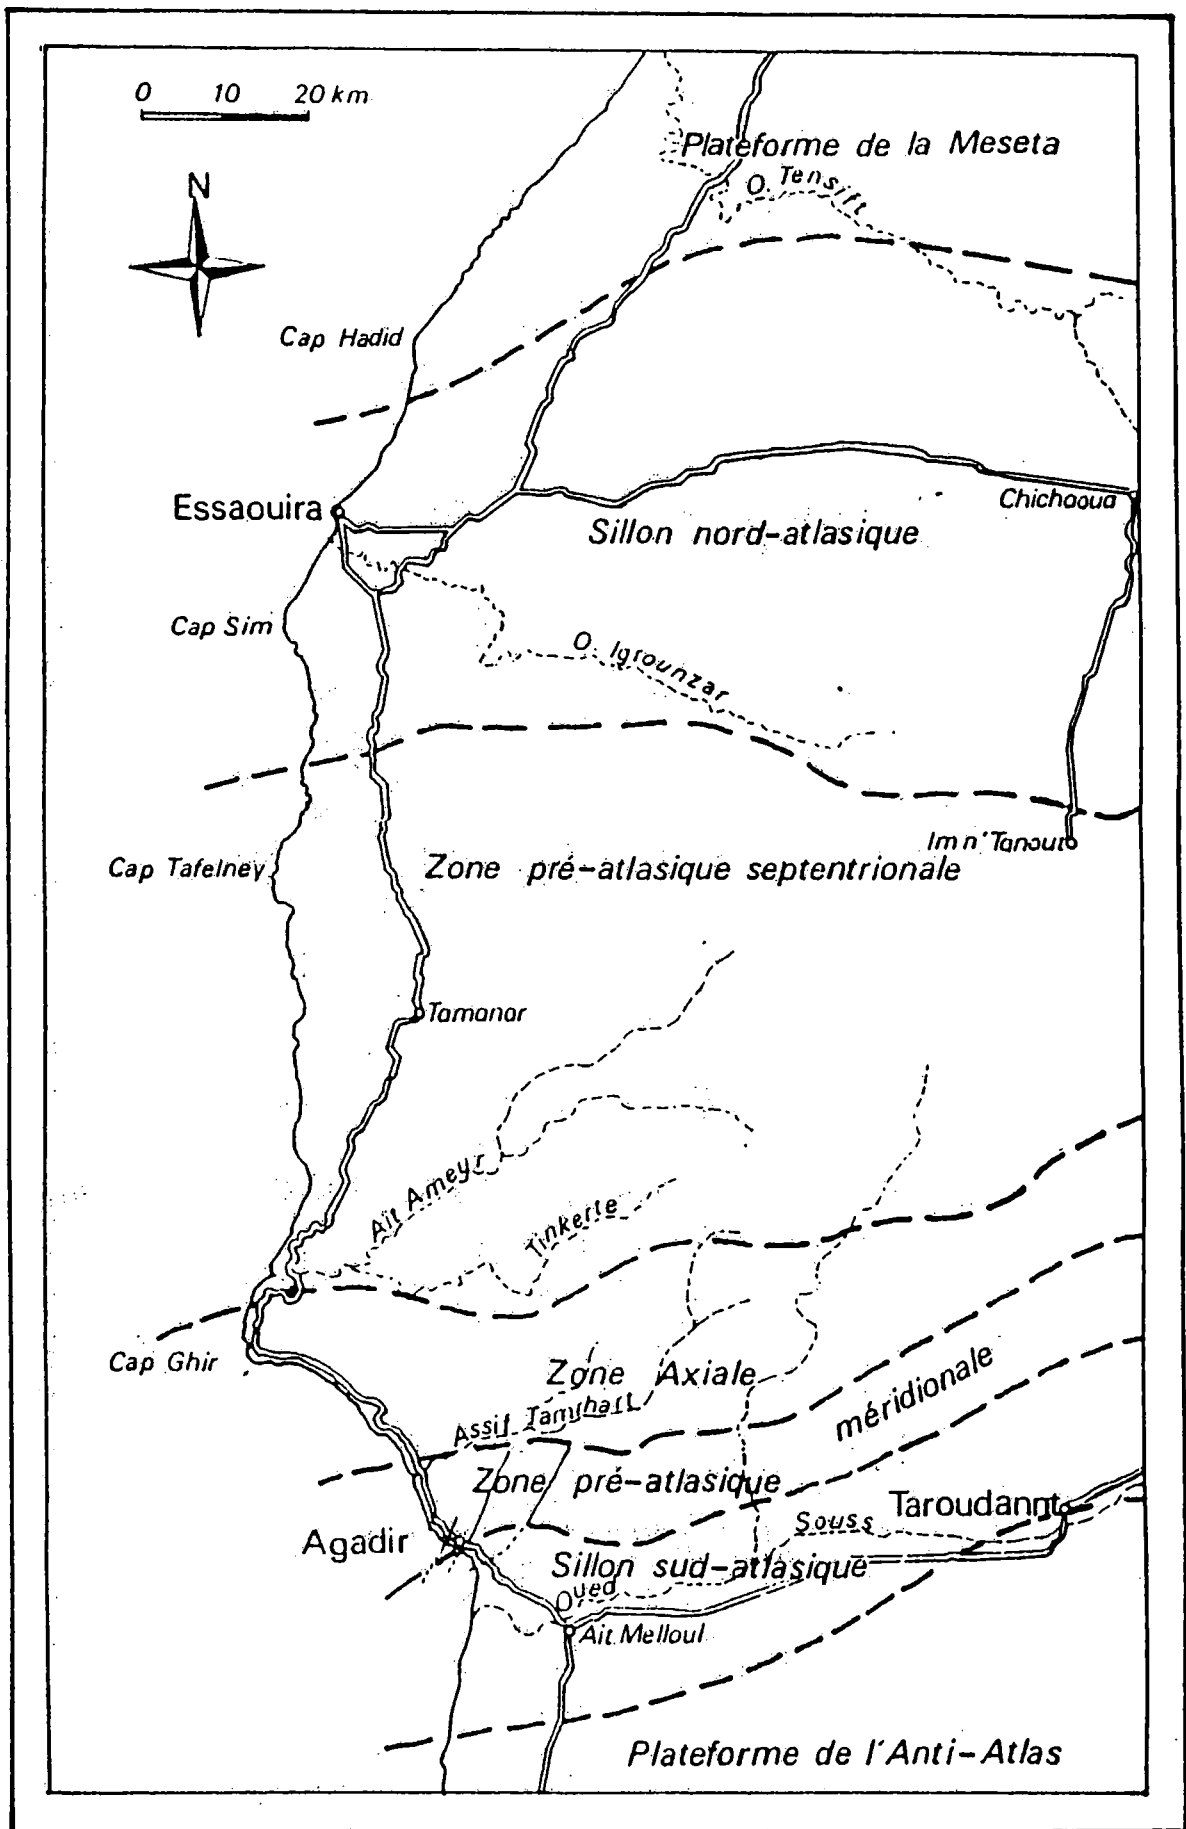 0 10 20 km
N
Plateforme de la Meseta
O. Tensift
Cap Hadid
Essaouira
Chichaoua
Sillon nord-atlasique
Cap Sim
O. Igrounzar
Im n'Tanout
Cap Tafelney
Zone pré-atlasique septentrionale
Tamanar
Aït Ameyr
Tinkerte
Cap Ghir
Zone Axiale
méridionale
Assif Tamrhart
Zone pré-atlasique
Taroudannt
Souss
Agadir
Sillon sud-atlasique
Oued
Ait Melloul
Plateforme de l'Anti-Atlas